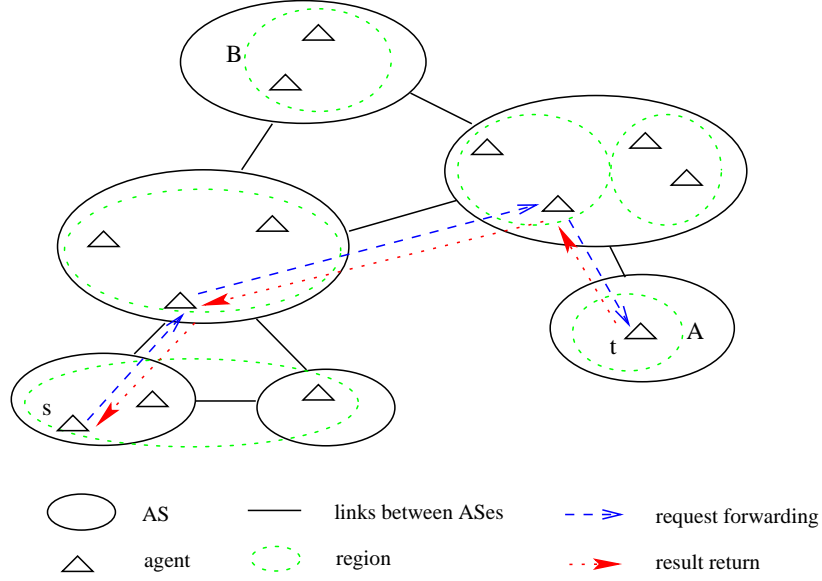 B
A
t
s
AS
links between ASes
request forwarding
agent
region
result return